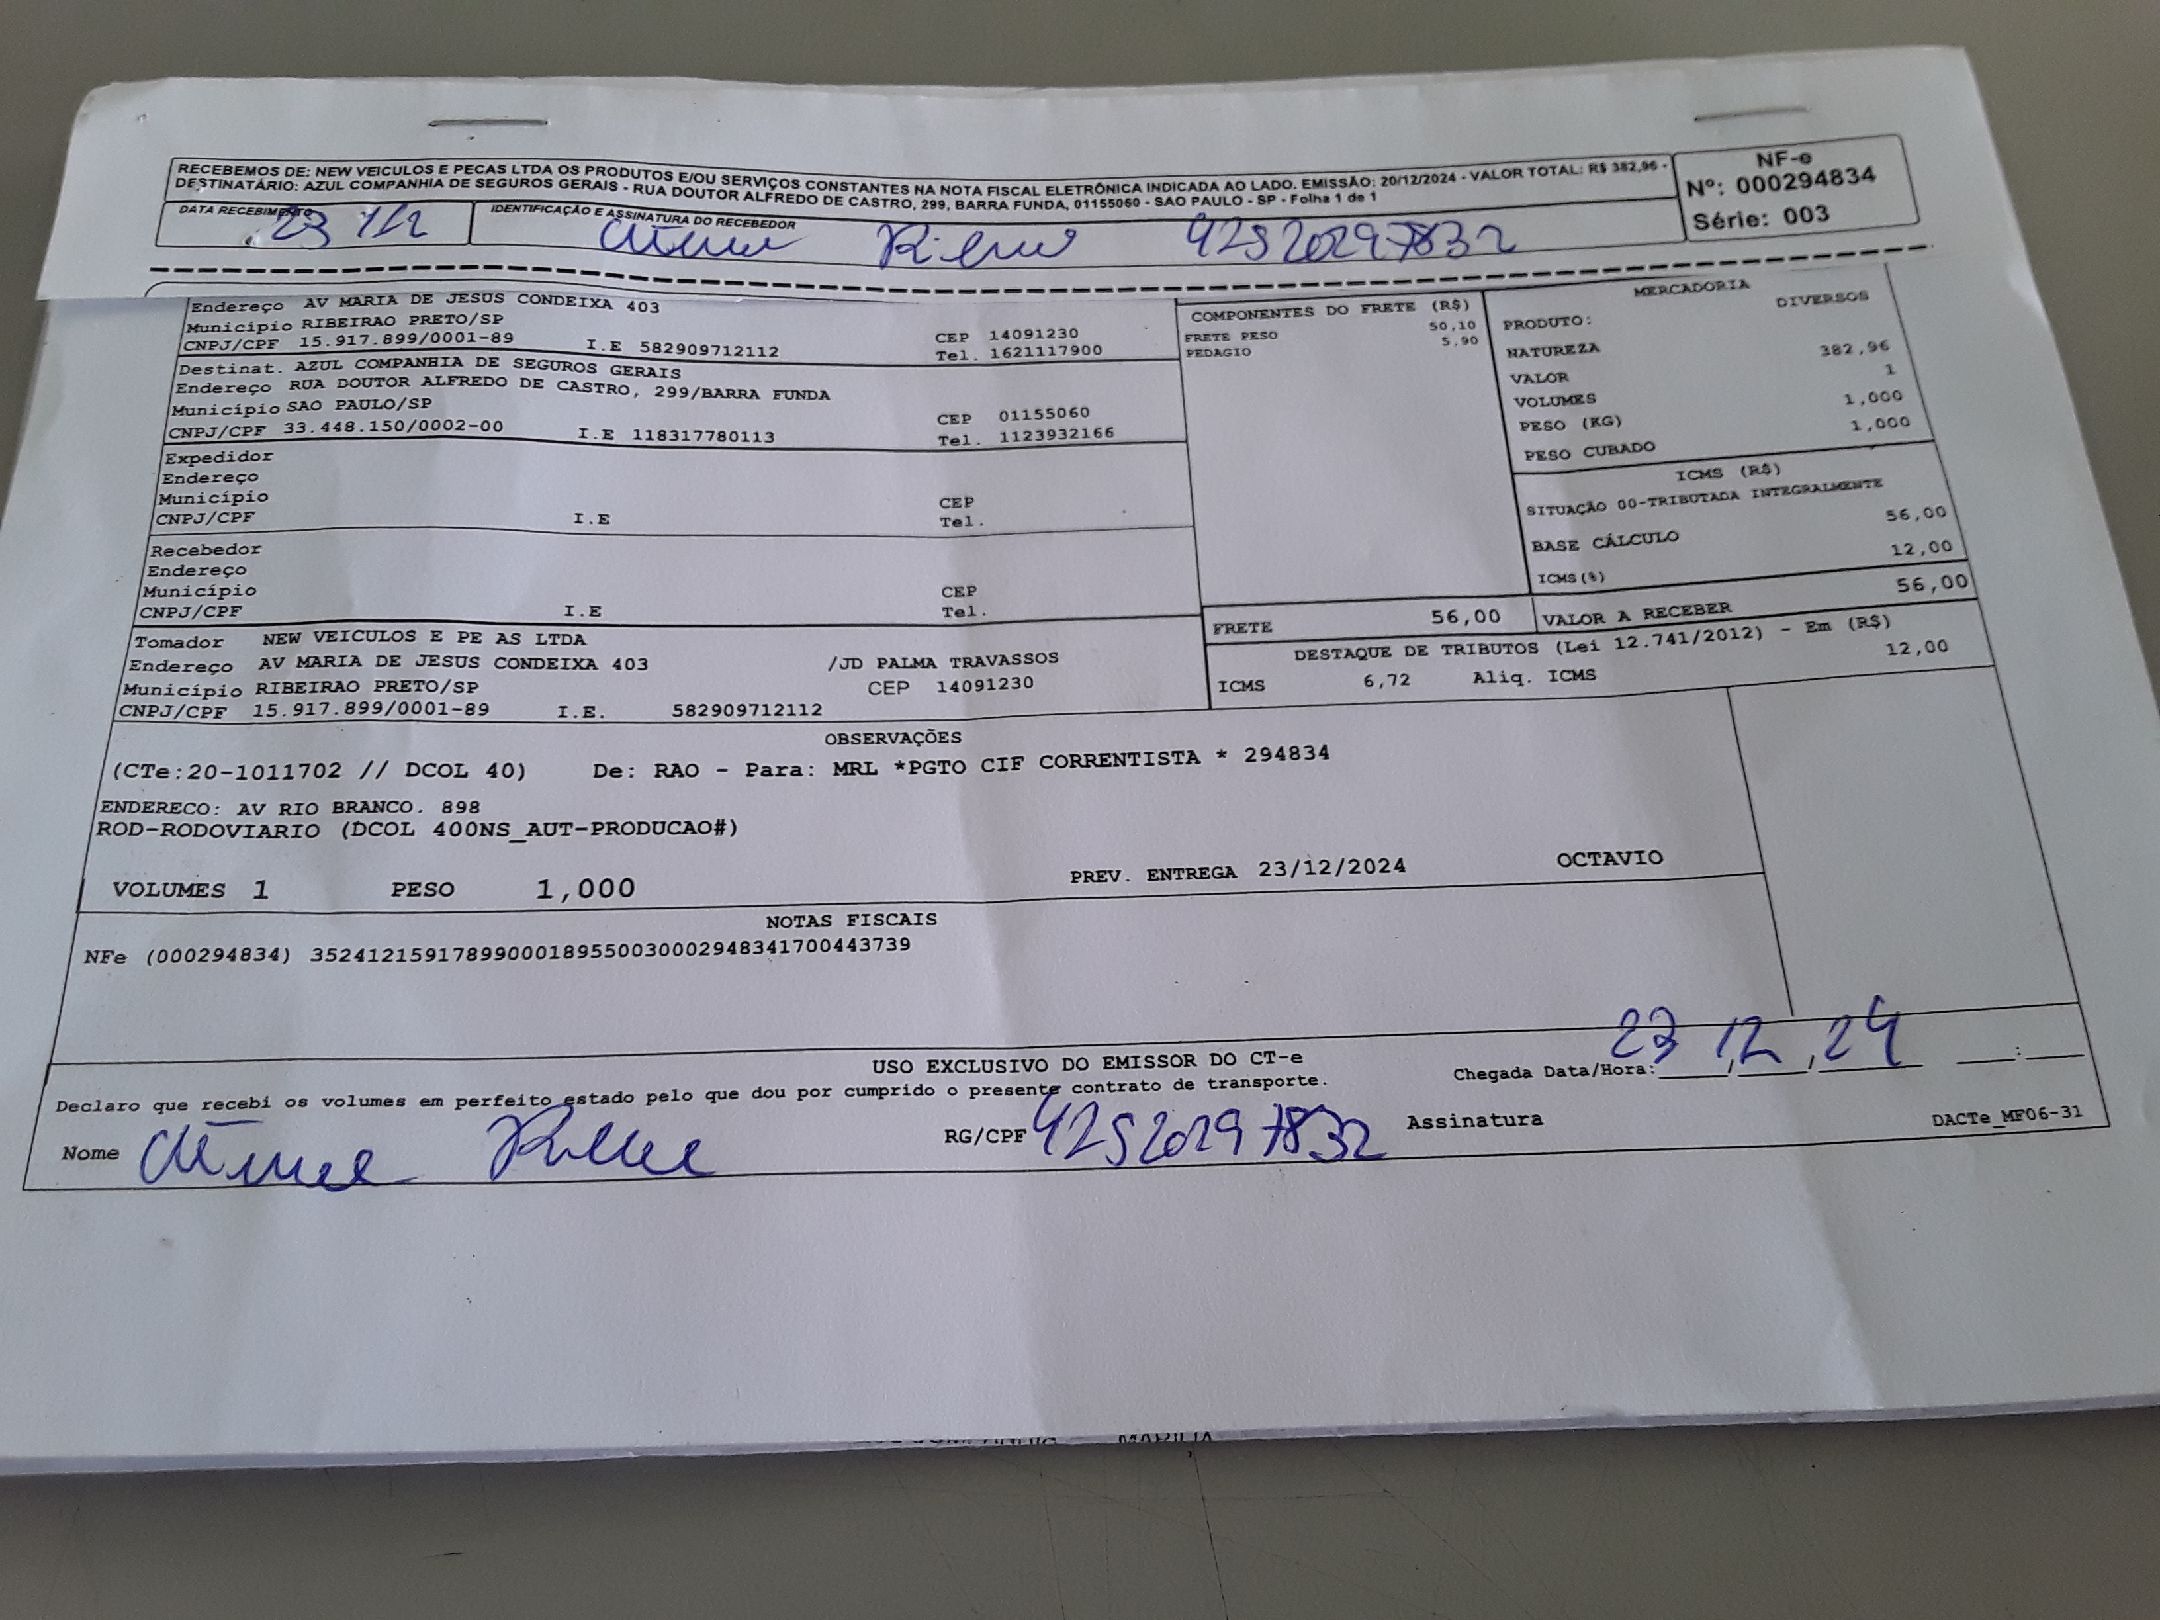 RECEBEMOS DE: NEW VEICULOS E PECAS LTDA OS PRODUTOS E/OU SERVIÇOS CONSTANTES NA NOTA FISCAL ELETRÔNICA INDICADA AO LADO. EMISSÃO: 20/12/2024 - VALOR TOTAL: R$ 382,96 -
DESTINATÁRIO: AZUL COMPANHIA DE SEGUROS GERAIS - RUA DOUTOR ALFREDO DE CASTRO, 299, BARRA FUNDA, 01155060 - SAO PAULO - SP - Folha 1 de 1
NF-e
Nº: 000294834
Série: 003
DATA RECEBIMENTO
IDENTIFICAÇÃO E ASSINATURA DO RECEBEDOR
23 12 42520297832
Endereço AV MARIA DE JESUS CONDEIXA 403
Município RIBEIRAO PRETO/SP CEP 14091230
CNPJ/CPF 15.917.899/0001-89 I.E 582909712112 Tel. 1621117900
Destinat. AZUL COMPANHIA DE SEGUROS GERAIS
Endereço RUA DOUTOR ALFREDO DE CASTRO, 299/BARRA FUNDA
Município SAO PAULO/SP CEP 01155060
CNPJ/CPF 33.448.150/0002-00 I.E 118317780113 Tel. 1123932166
Expedidor
Endereço
Município CEP
CNPJ/CPF I.E Tel.
Recebedor
Endereço
Município CEP
CNPJ/CPF I.E Tel.
Tomador NEW VEICULOS E PE AS LTDA
Endereço AV MARIA DE JESUS CONDEIXA 403 /JD PALMA TRAVASSOS
Município RIBEIRAO PRETO/SP CEP 14091230
CNPJ/CPF 15.917.899/0001-89 I.E. 582909712112
COMPONENTES DO FRETE (R$)
FRETE PESO 50,10
PEDAGIO 5,90
MERCADORIA
PRODUTO: DIVERSOS
NATUREZA
VALOR 382,96
VOLUMES 1
PESO (KG) 1,000
PESO CUBADO 1,000
ICMS (R$)
SITUAÇÃO 00-TRIBUTADA INTEGRALMENTE
BASE CÁLCULO 56,00
ICMS(%) 12,00
FRETE 56,00 VALOR A RECEBER 56,00
DESTAQUE DE TRIBUTOS (Lei 12.741/2012) - Em (R$)
ICMS 6,72 Aliq. ICMS 12,00
OBSERVAÇÕES
(CTe:20-1011702 // DCOL 40) De: RAO - Para: MRL *PGTO CIF CORRENTISTA * 294834
ENDERECO: AV RIO BRANCO. 898
ROD-RODOVIARIO (DCOL 400NS_AUT-PRODUCAO#)
VOLUMES 1 PESO 1,000 PREV. ENTREGA 23/12/2024 OCTAVIO
NOTAS FISCAIS
NFe (000294834) 35241215917899000189550030002948341700443739
USO EXCLUSIVO DO EMISSOR DO CT-e
Declaro que recebi os volumes em perfeito estado pelo que dou por cumprido o presente contrato de transporte.
Chegada Data/Hora: 23,12,24 :
Nome RG/CPF 42520297832 Assinatura
DACTe_MF06-31